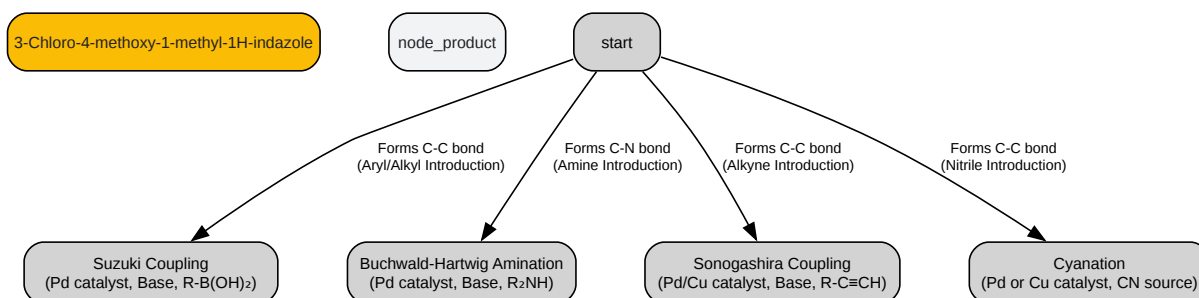 3-Chloro-4-methoxy-1-methyl-1H-indazole
node_product
start
Forms C-C bond
(Aryl/Alkyl Introduction)
Forms C-N bond
(Amine Introduction)
Forms C-C bond
(Alkyne Introduction)
Forms C-C bond
(Nitrile Introduction)
Suzuki Coupling
(Pd catalyst, Base, R-B(OH)₂)
Buchwald-Hartwig Amination
(Pd catalyst, Base, R₂NH)
Sonogashira Coupling
(Pd/Cu catalyst, Base, R-C≡CH)
Cyanation
(Pd or Cu catalyst, CN source)